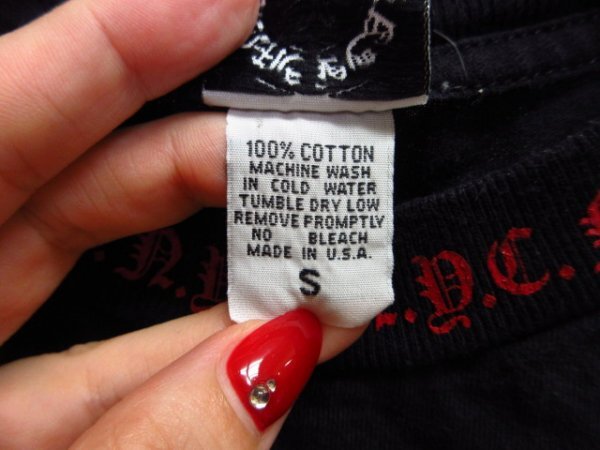 100% COTTON
MACHINE WASH
IN COLD WATER
TUMBLE DRY LOW
REMOVE PROMPTLY
NO BLEACH
MADE IN U.S.A.
S
N.Y.C.